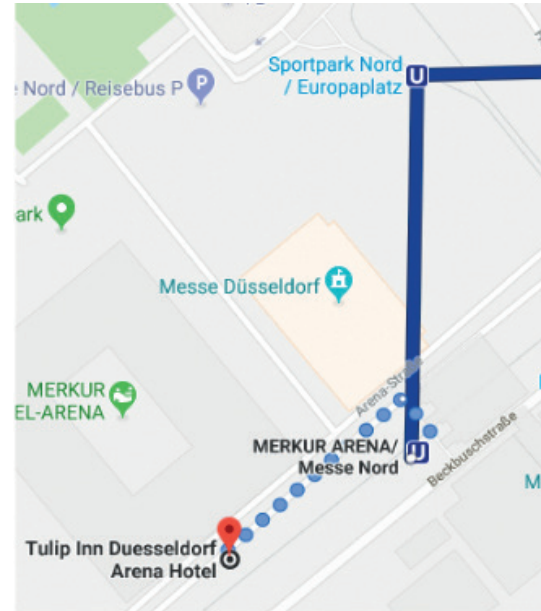 Sportpark Nord
/ Europaplatz
U
Nord / Reisebus P
P
ark
Messe Düsseldorf
MERKUR
EL-ARENA
Arena-Straße
MERKUR ARENA/
Messe Nord
U
Beckbuschstraße
M
Tulip Inn Duesseldorf
Arena Hotel